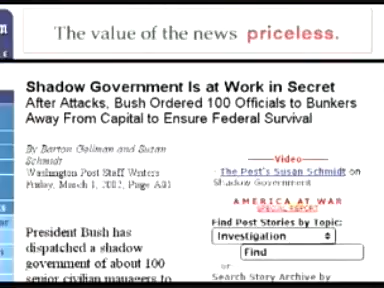 The value of the news priceless.
Shadow Government Is at Work in Secret
After Attacks, Bush Ordered 100 Officials to Bunkers
Away From Capital to Ensure Federal Survival
By Barton Gellman and Susan
Schmidt
Washington Post Staff Writers
Friday, March 1, 2002; Page A01
President Bush has
dispatched a shadow
government of about 100
senior civilian managers to
Video
The Post's Susan Schmidt on
Shadow Government
AMERICA AT WAR
SPECIAL REPORT
Find Post Stories by Topic:
Investigation
Find
or
Search Story Archive by